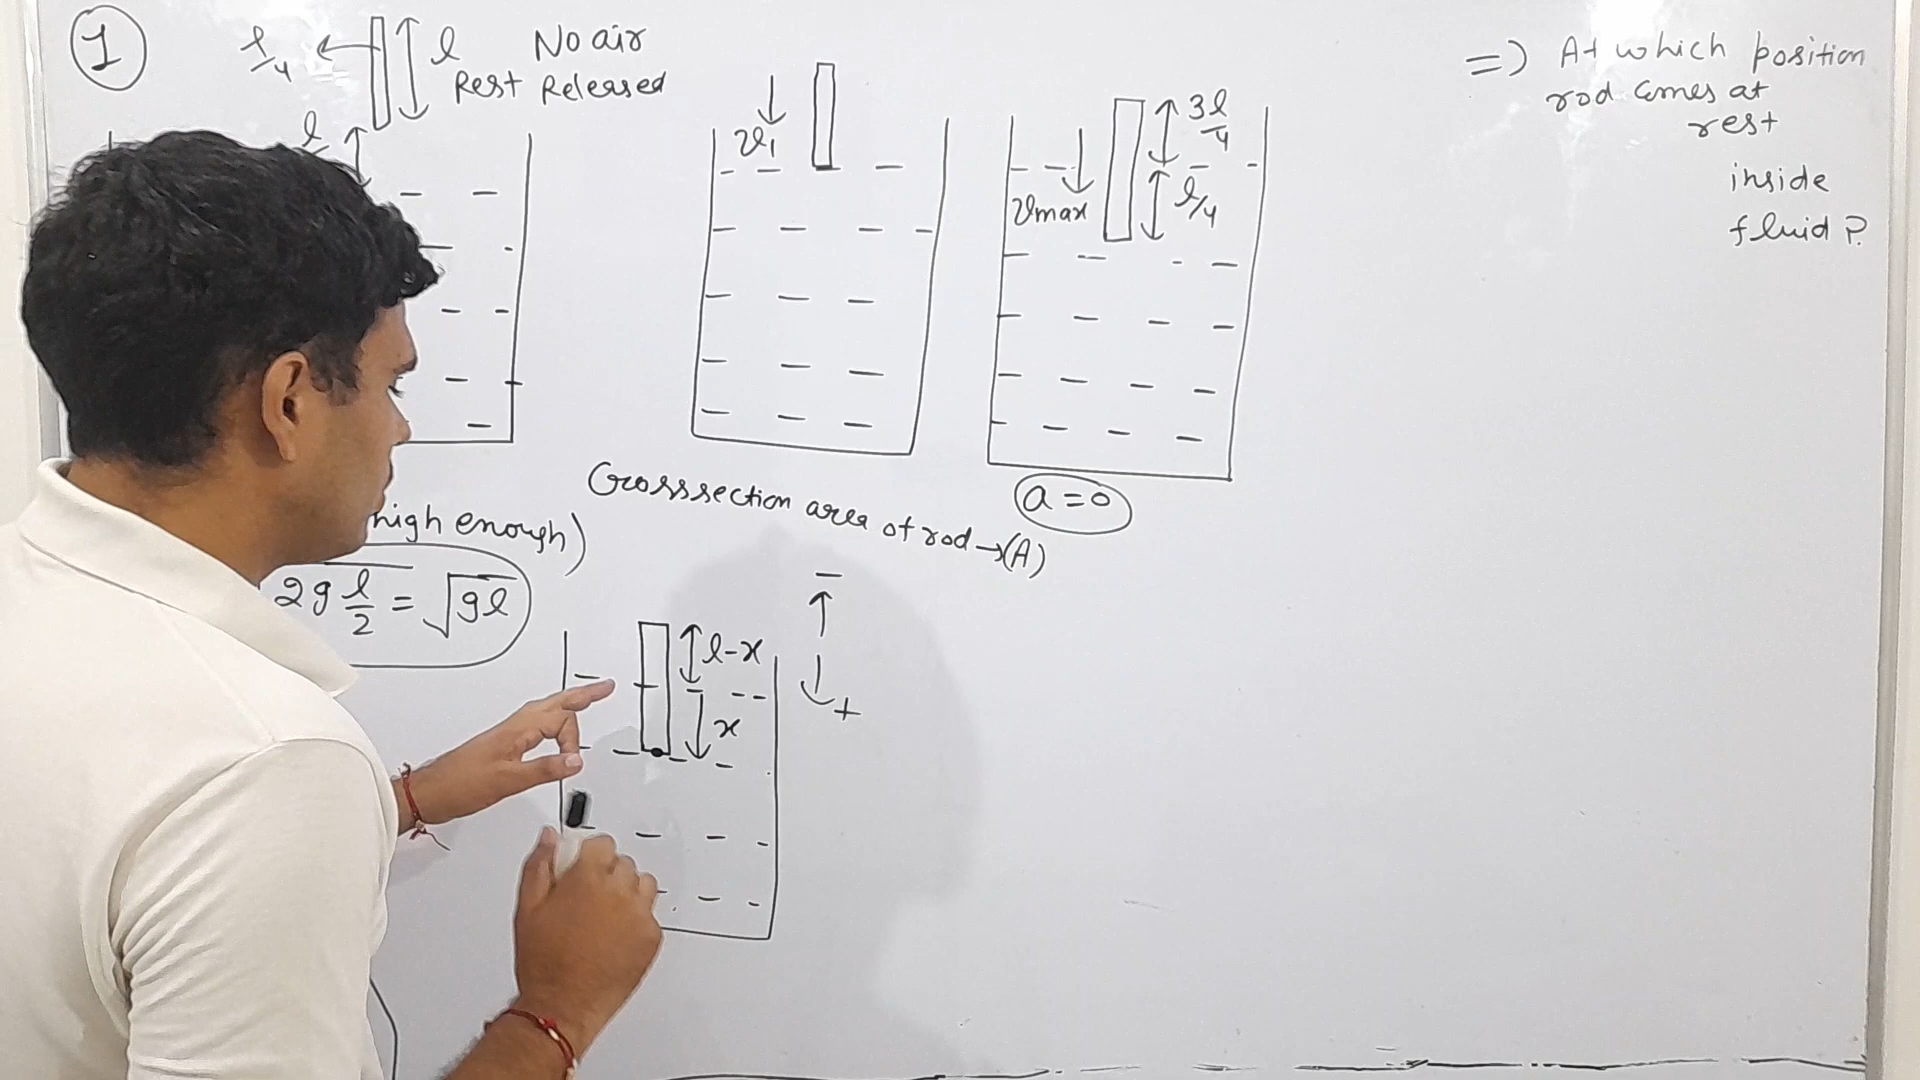 1
ƍ/4 ← l
No air
Rest Released
l
v₁
vmax
3l/4
l/4
=) At which position
rod comes at
rest
inside
fluid ?
a = 0
high enough)
Crosssection area of rod → (A)
2g l/2 = √gl
l-x
x
-
+